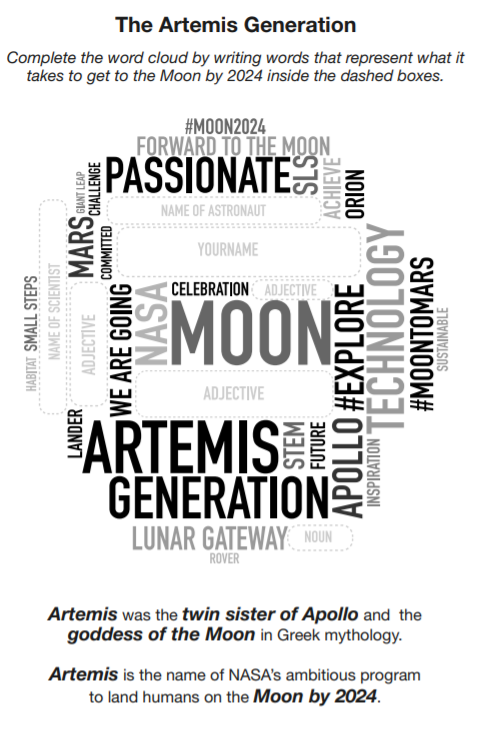 The Artemis Generation
Complete the word cloud by writing words that represent what it
takes to get to the Moon by 2024 inside the dashed boxes.
#MOON2024
FORWARD TO THE MOON
PASSIONATE
SLS
ACHIEVE
ORION
GIANT LEAP
CHALLENGE
NAME OF ASTRONAUT
MARS
COMMITTED
YOURNAME
HABITAT SMALL STEPS
NAME OF SCIENTIST
ADJECTIVE
WE ARE GOING
NASA
CELEBRATION
ADJECTIVE
MOON
#EXPLORE
TECHNOLOGY
#MOONTOMARS
SUSTAINABLE
ADJECTIVE
LANDER
ARTEMIS
STEM
FUTURE
APOLLO
INSPIRATION
GENERATION
LUNAR GATEWAY
NOUN
ROVER
Artemis was the twin sister of Apollo and the
goddess of the Moon in Greek mythology.
Artemis is the name of NASA's ambitious program
to land humans on the Moon by 2024.